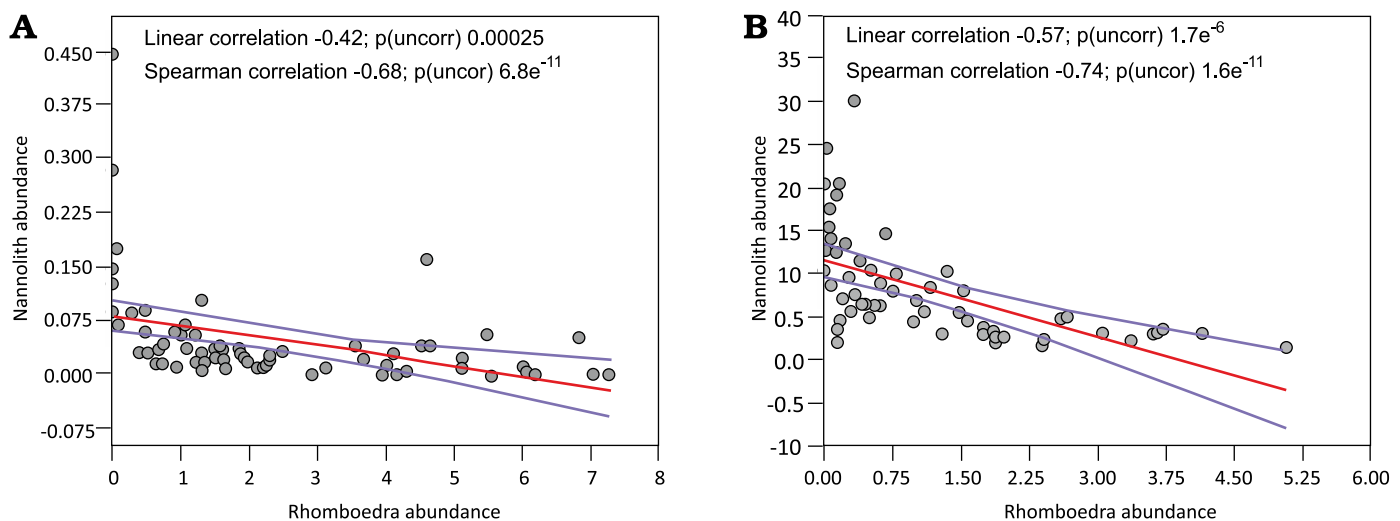 A
Linear correlation -0.42; p(uncorr) 0.00025
Spearman correlation -0.68; p(uncor) 6.8e⁻¹¹
Nannolith abundance
0.450
0.375
0.300
0.225
0.150
0.075
0.000
-0.075
0 1 2 3 4 5 6 7 8
Rhomboedra abundance
B
Linear correlation -0.57; p(uncorr) 1.7e⁻⁶
Spearman correlation -0.74; p(uncor) 1.6e⁻¹¹
Nannolith abundance
40
35
30
25
20
15
10
5
0.0
-0.5
-10
0.00 0.75 1.50 2.25 3.00 3.75 4.50 5.25 6.00
Rhomboedra abundance